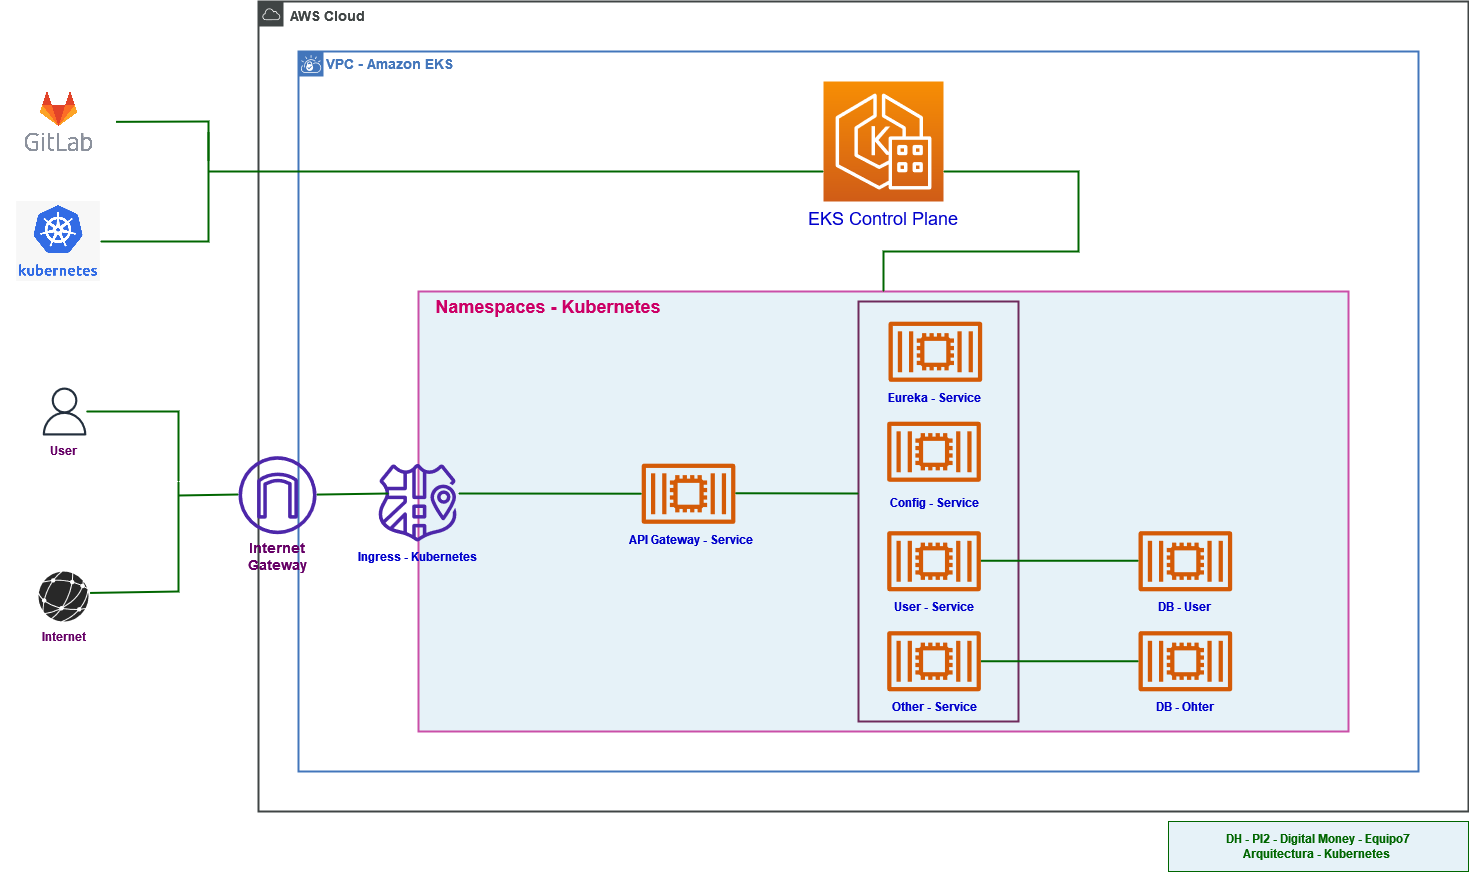 AWS Cloud
VPC - Amazon EKS
GitLab
kubernetes
K
EKS Control Plane
Namespaces - Kubernetes
Eureka - Service
Config - Service
User
Internet
Gateway
Ingress - Kubernetes
API Gateway - Service
User - Service
DB - User
Internet
Other - Service
DB - Ohter
DH - PI2 - Digital Money - Equipo7
Arquitectura - Kubernetes